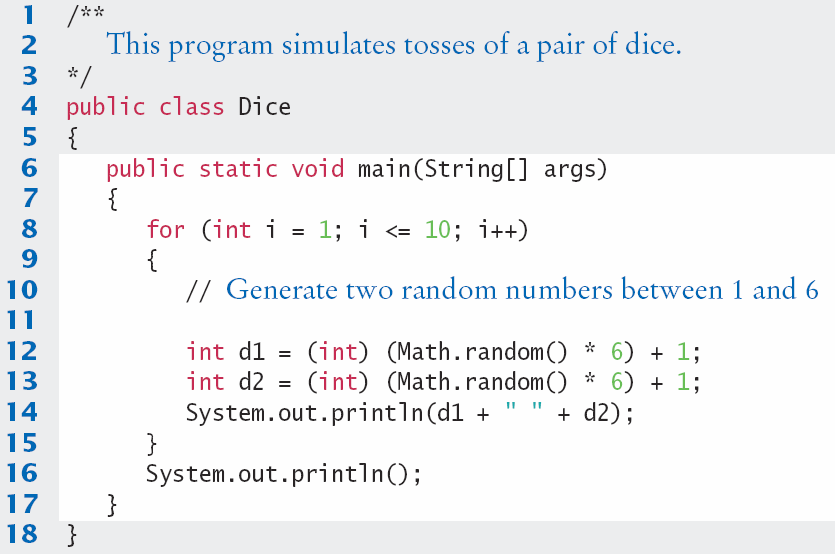 1 /**
2 This program simulates tosses of a pair of dice.
3 */
4 public class Dice
5 {
6 public static void main(String[] args)
7 {
8 for (int i = 1; i <= 10; i++)
9 {
10 // Generate two random numbers between 1 and 6
11
12 int d1 = (int) (Math.random() * 6) + 1;
13 int d2 = (int) (Math.random() * 6) + 1;
14 System.out.println(d1 + " " + d2);
15 }
16 System.out.println();
17 }
18 }